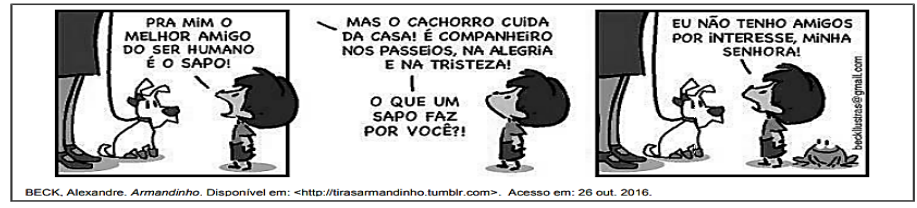 PRA MIM O
MELHOR AMIGO
DO SER HUMANO
É O SAPO!
MAS O CACHORRO CUIDA
DA CASA! É COMPANHEIRO
NOS PASSEIOS, NA ALEGRIA
E NA TRISTEZA!
O QUE UM
SAPO FAZ
POR VOCÊ?!
EU NÃO TENHO AMIGOS
POR INTERESSE, MINHA
SENHORA!
beckilustras@gmail.com
BECK, Alexandre. Armandinho. Disponível em: <http://tirasarmandinho.tumblr.com>. Acesso em: 26 out. 2016.